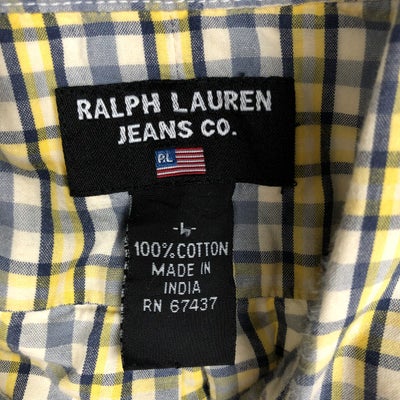 RALPH LAUREN
JEANS CO.
RL
-L-
100% COTTON
MADE IN
INDIA
RN 67437